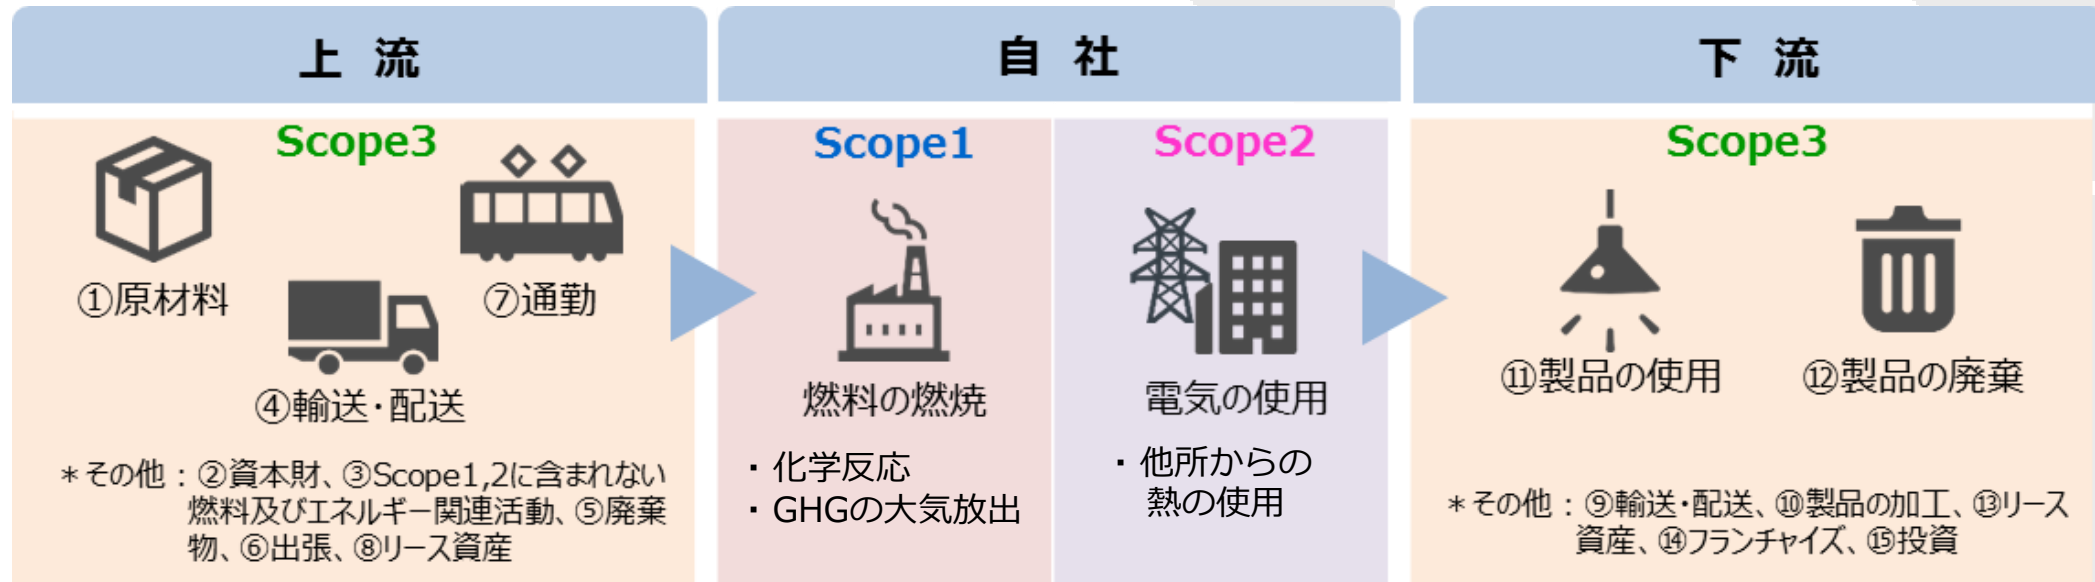 上 流
Scope3
①原材料
⑦通勤
④輸送・配送
＊その他：②資本財、③Scope1,2に含まれない
燃料及びエネルギー関連活動、⑤廃棄
物、⑥出張、⑧リース資産
自 社
Scope1
燃料の燃焼
・化学反応
・GHGの大気放出
Scope2
電気の使用
・他所からの
熱の使用
下 流
Scope3
⑪製品の使用
⑫製品の廃棄
＊その他：⑨輸送・配送、⑩製品の加工、⑬リース
資産、⑭フランチャイズ、⑮投資